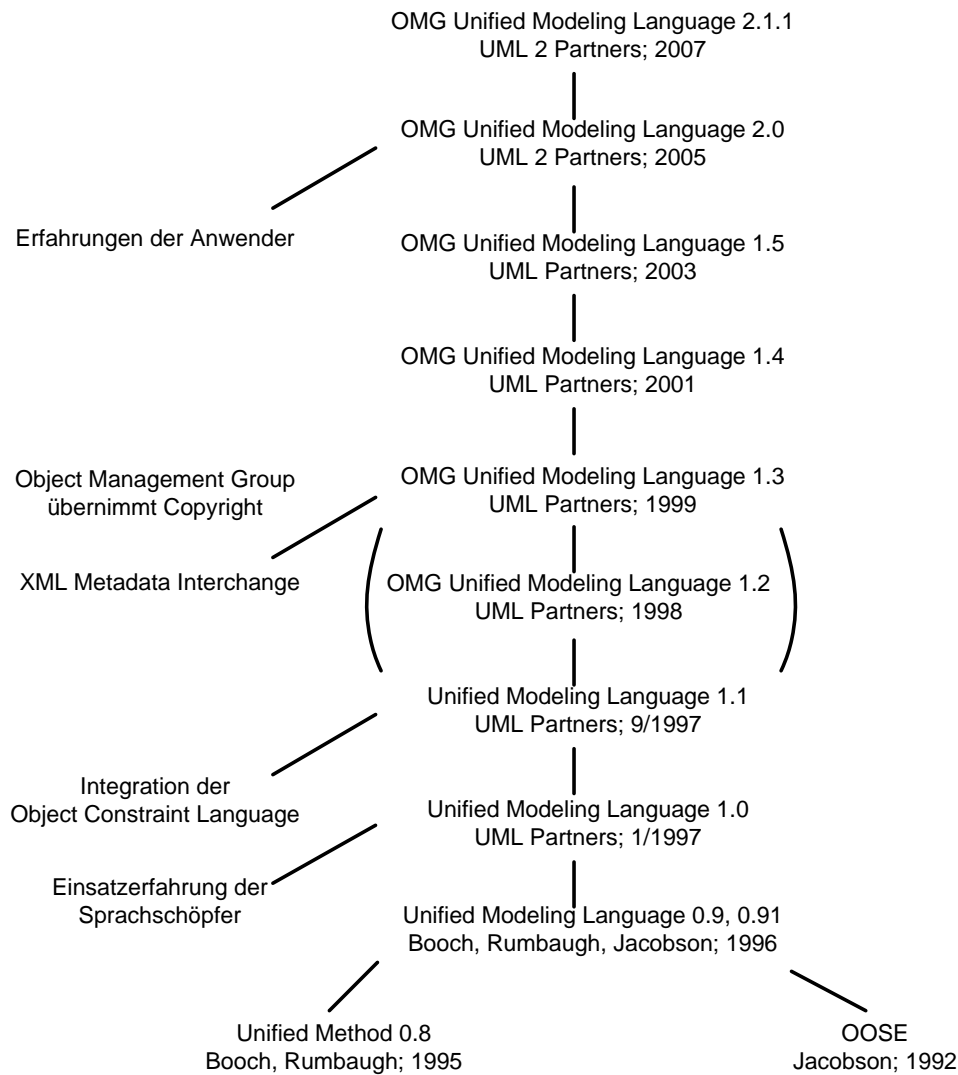 OMG Unified Modeling Language 2.1.1
UML 2 Partners; 2007
OMG Unified Modeling Language 2.0
UML 2 Partners; 2005
Erfahrungen der Anwender
OMG Unified Modeling Language 1.5
UML Partners; 2003
OMG Unified Modeling Language 1.4
UML Partners; 2001
Object Management Group
übernimmt Copyright
OMG Unified Modeling Language 1.3
UML Partners; 1999
XML Metadata Interchange
OMG Unified Modeling Language 1.2
UML Partners; 1998
Unified Modeling Language 1.1
UML Partners; 9/1997
Integration der
Object Constraint Language
Unified Modeling Language 1.0
UML Partners; 1/1997
Einsatzerfahrung der
Sprachschöpfer
Unified Modeling Language 0.9, 0.91
Booch, Rumbaugh, Jacobson; 1996
Unified Method 0.8
Booch, Rumbaugh; 1995
OOSE
Jacobson; 1992